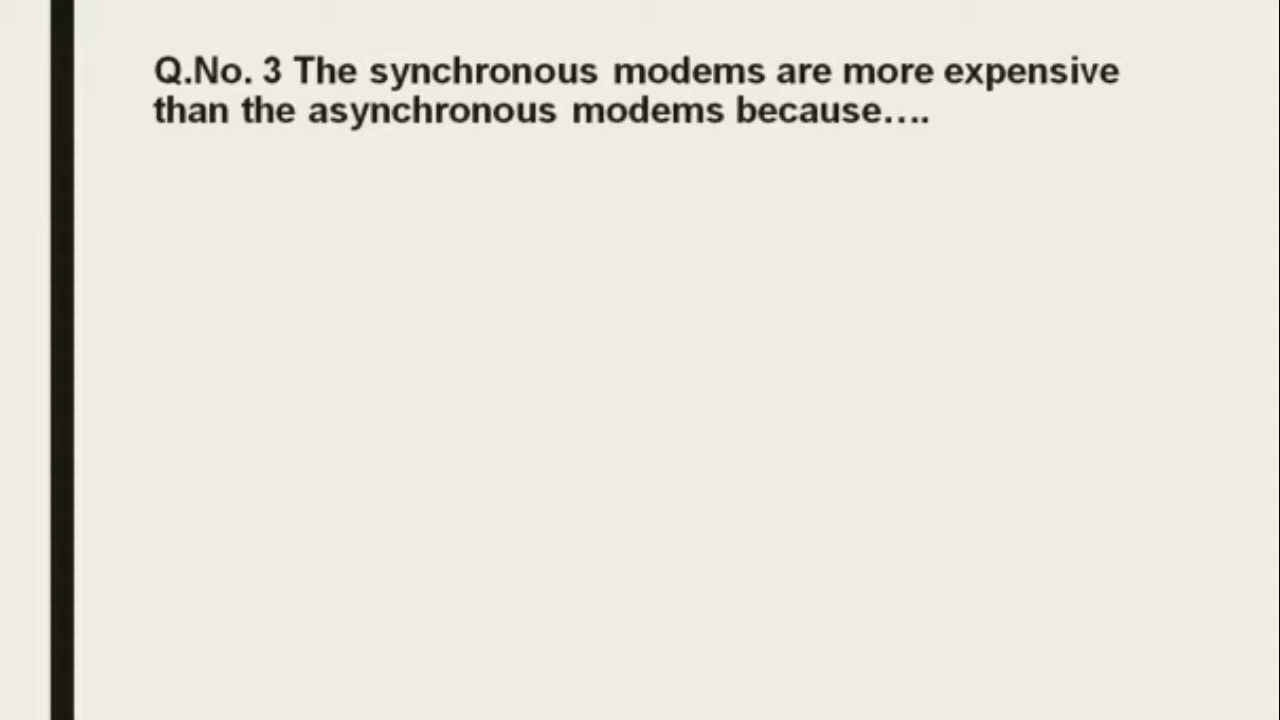 Q.No. 3 The synchronous modems are more expensive
than the asynchronous modems because....